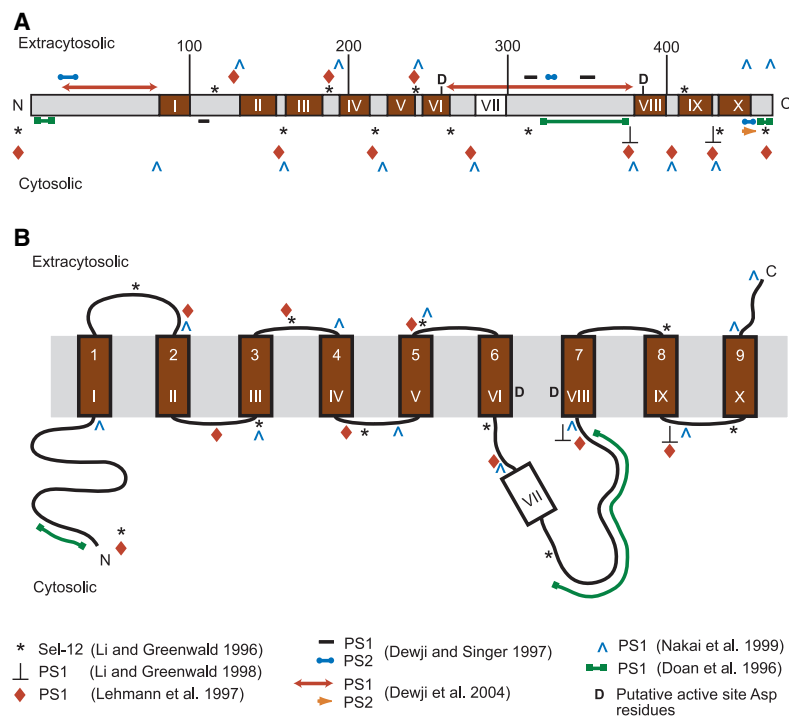 A
Extracytosolic
100 200 300 400
D D
N I II III IV V VI VII VIII IX X C
* * * *
* * * * * * *
^ ^ ^ ^ ^
^ ^ ^ ^ ^ ^ ^
Cytosolic
B
Extracytosolic
C
1 2 3 4 5 6 7 8 9
I II III IV V VI D D VIII IX X
VII
N
Cytosolic
* Sel-12 (Li and Greenwald 1996)
PS1 (Li and Greenwald 1998)
PS1 (Lehmann et al. 1997)
PS1
PS2 (Dewji and Singer 1997)
PS1
PS2 (Dewji et al. 2004)
^ PS1 (Nakai et al. 1999)
PS1 (Doan et al. 1996)
D Putative active site Asp
residues